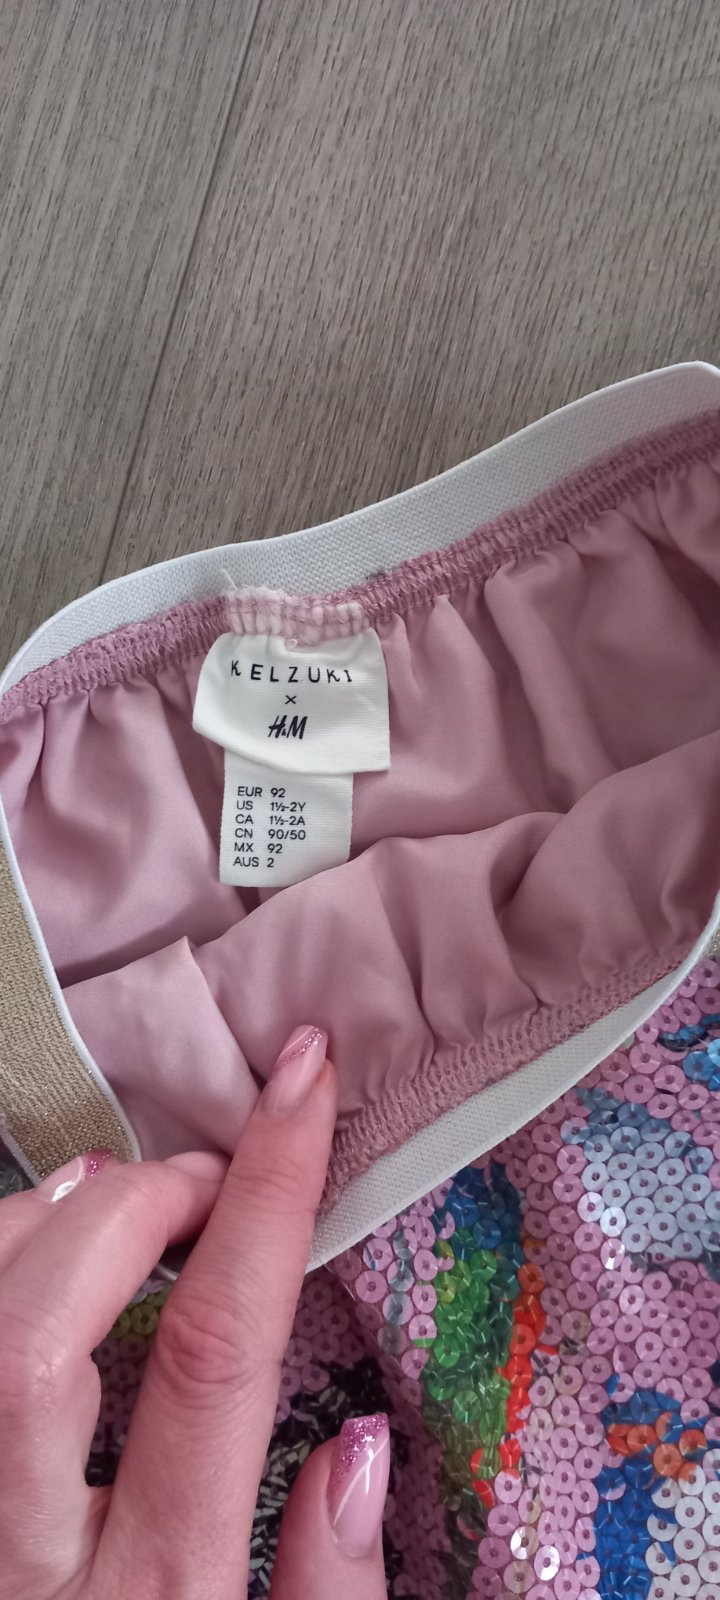 KELZUKI
×
H&M
EUR 92
US 1½-2Y
CA 1½-2A
CN 90/50
MX 92
AUS 2